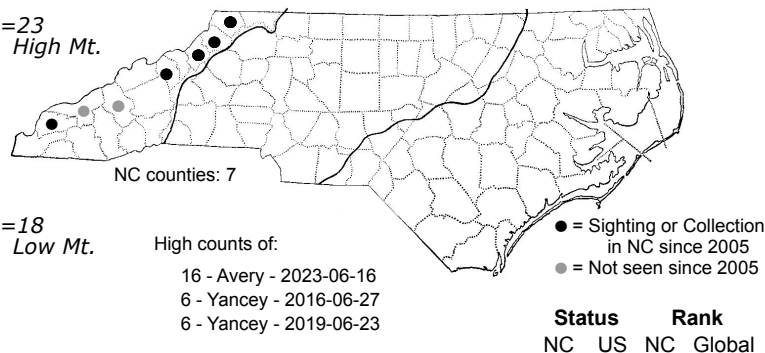 =23
High Mt.
NC counties: 7
=18
Low Mt.
High counts of:
16 - Avery - 2023-06-16
6 - Yancey - 2016-06-27
6 - Yancey - 2019-06-23
= Sighting or Collection
in NC since 2005
= Not seen since 2005
Status Rank
NC US NC Global